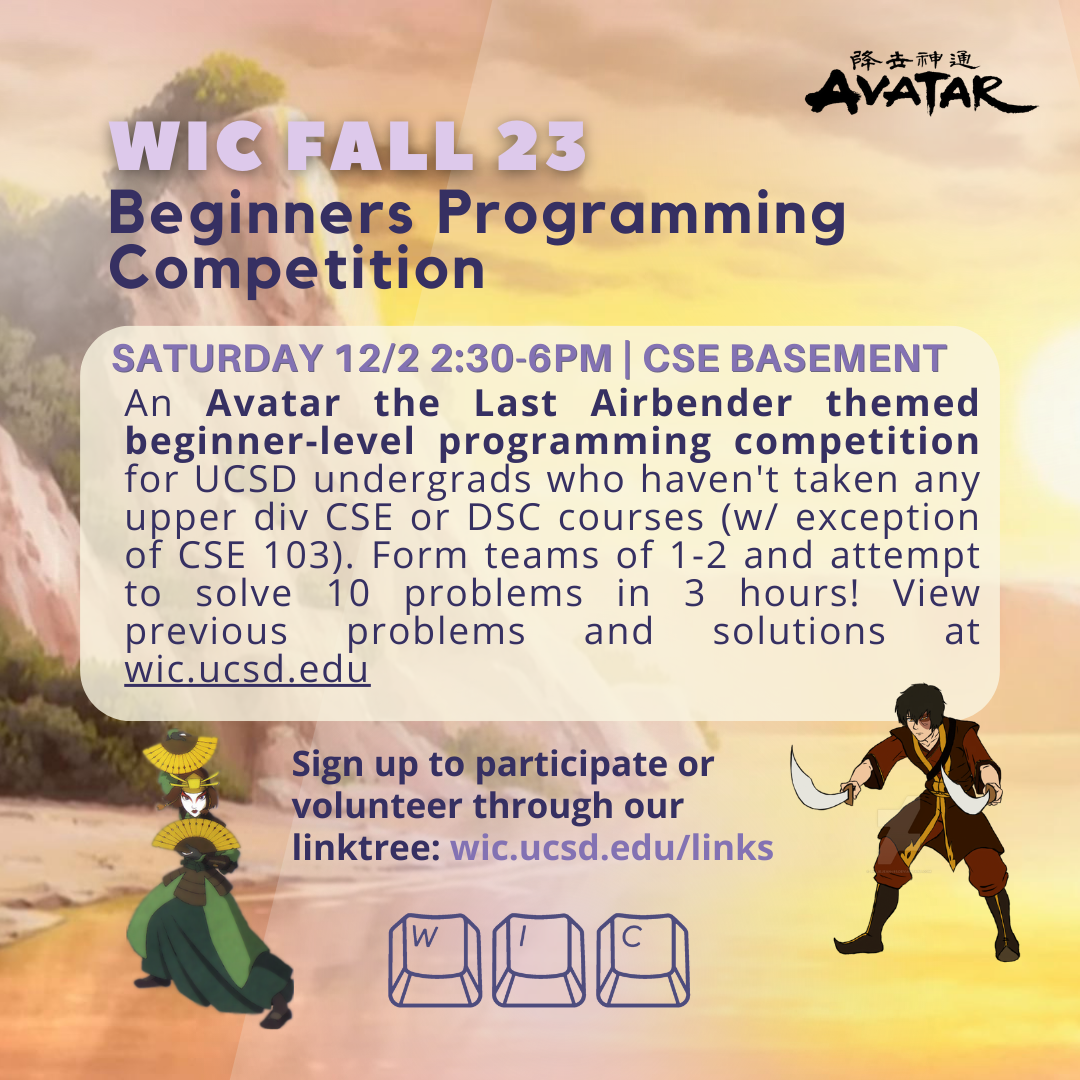 降去神通
AVATAR
WIC FALL 23
Beginners Programming
Competition
SATURDAY 12/2 2:30-6PM | CSE BASEMENT
An Avatar the Last Airbender themed
beginner-level programming competition
for UCSD undergrads who haven't taken any
upper div CSE or DSC courses (w/ exception
of CSE 103). Form teams of 1-2 and attempt
to solve 10 problems in 3 hours! View
previous problems and solutions at
wic.ucsd.edu
Sign up to participate or
volunteer through our
linktree: wic.ucsd.edu/links
W I C